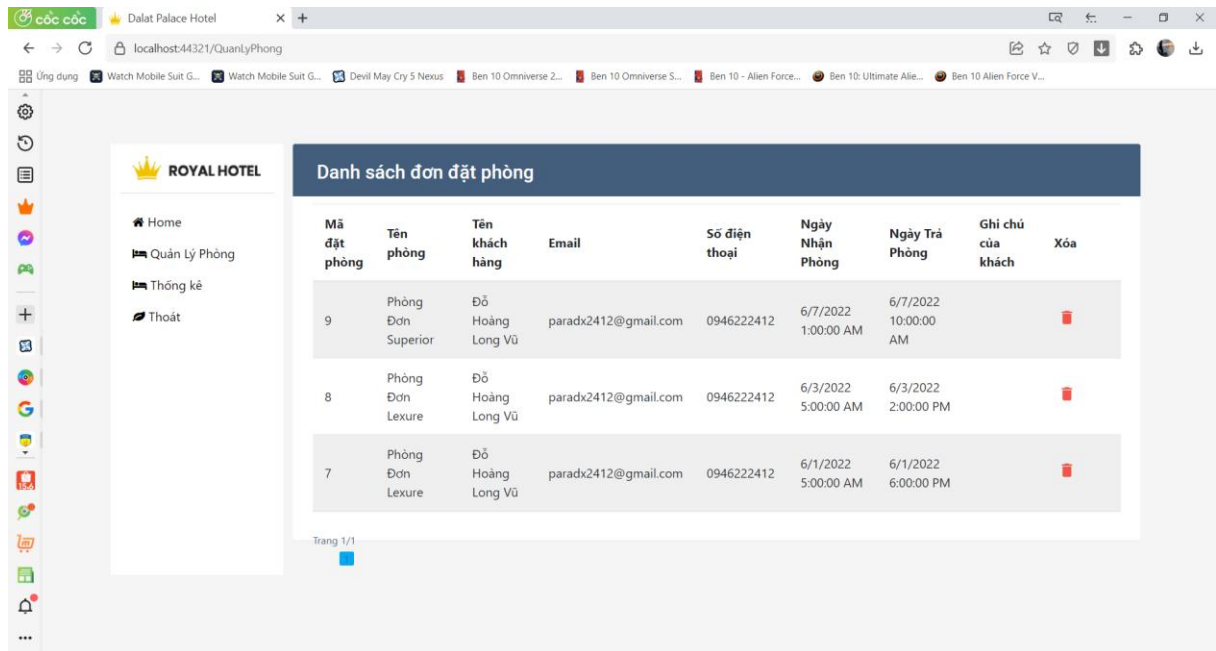 cốc cốc
Dalat Palace Hotel
localhost:44321/QuanLyPhong
Ứng dụng Watch Mobile Suit G... Watch Mobile Suit G... Devil May Cry 5 Nexus Ben 10 Omniverse 2... Ben 10 Omniverse S... Ben 10 - Alien Force... Ben 10: Ultimate Alie... Ben 10 Alien Force V...
ROYAL HOTEL
Home
Quản Lý Phòng
Thống kê
Thoát
Danh sách đơn đặt phòng
Mã đặt phòng Tên phòng Tên khách hàng Email Số điện thoại Ngày Nhận Phòng Ngày Trả Phòng Ghi chú của khách Xóa
9 Phòng Đơn Superior Đỗ Hoàng Long Vũ paradx2412@gmail.com 0946222412 6/7/2022 1:00:00 AM 6/7/2022 10:00:00 AM
8 Phòng Đơn Lexure Đỗ Hoàng Long Vũ paradx2412@gmail.com 0946222412 6/3/2022 5:00:00 AM 6/3/2022 2:00:00 PM
7 Phòng Đơn Lexure Đỗ Hoàng Long Vũ paradx2412@gmail.com 0946222412 6/1/2022 5:00:00 AM 6/1/2022 6:00:00 PM
Trang 1/1
1
15.6